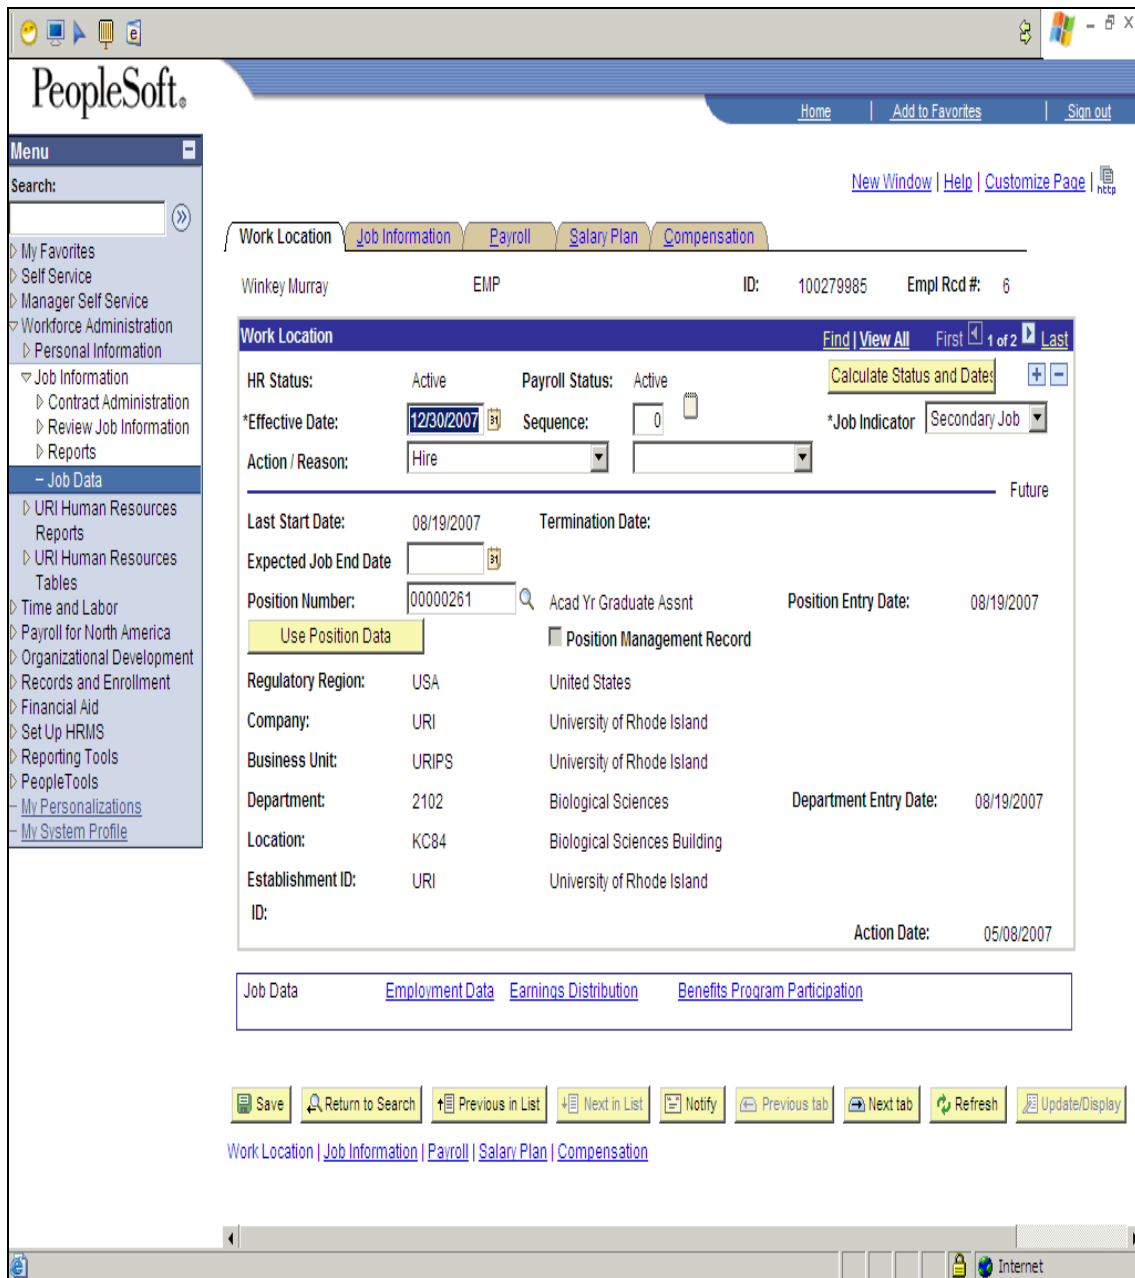 PeopleSoft®
Home | Add to Favorites | Sign out
Menu
Search:
My Favorites
Self Service
Manager Self Service
Workforce Administration
Personal Information
Job Information
Contract Administration
Review Job Information
Reports
– Job Data
URI Human Resources
Reports
URI Human Resources
Tables
Time and Labor
Payroll for North America
Organizational Development
Records and Enrollment
Financial Aid
Set Up HRMS
Reporting Tools
PeopleTools
– My Personalizations
– My System Profile
New Window | Help | Customize Page | http
Work Location Job Information Payroll Salary Plan Compensation
Winkey Murray EMP ID: 100279985 Empl Rcd #: 6
Work Location Find | View All First 1 of 2 Last
HR Status: Active Payroll Status: Active Calculate Status and Dates + −
*Effective Date: 12/30/2007 31 Sequence: 0 *Job Indicator Secondary Job
Action / Reason: Hire
Future
Last Start Date: 08/19/2007 Termination Date:
Expected Job End Date 31
Position Number: 00000261 Acad Yr Graduate Assnt Position Entry Date: 08/19/2007
Use Position Data Position Management Record
Regulatory Region: USA United States
Company: URI University of Rhode Island
Business Unit: URIPS University of Rhode Island
Department: 2102 Biological Sciences Department Entry Date: 08/19/2007
Location: KC84 Biological Sciences Building
Establishment ID: URI University of Rhode Island
ID:
Action Date: 05/08/2007
Job Data Employment Data Earnings Distribution Benefits Program Participation
Save Return to Search Previous in List Next in List Notify Previous tab Next tab Refresh Update/Display
Work Location | Job Information | Payroll | Salary Plan | Compensation
Internet